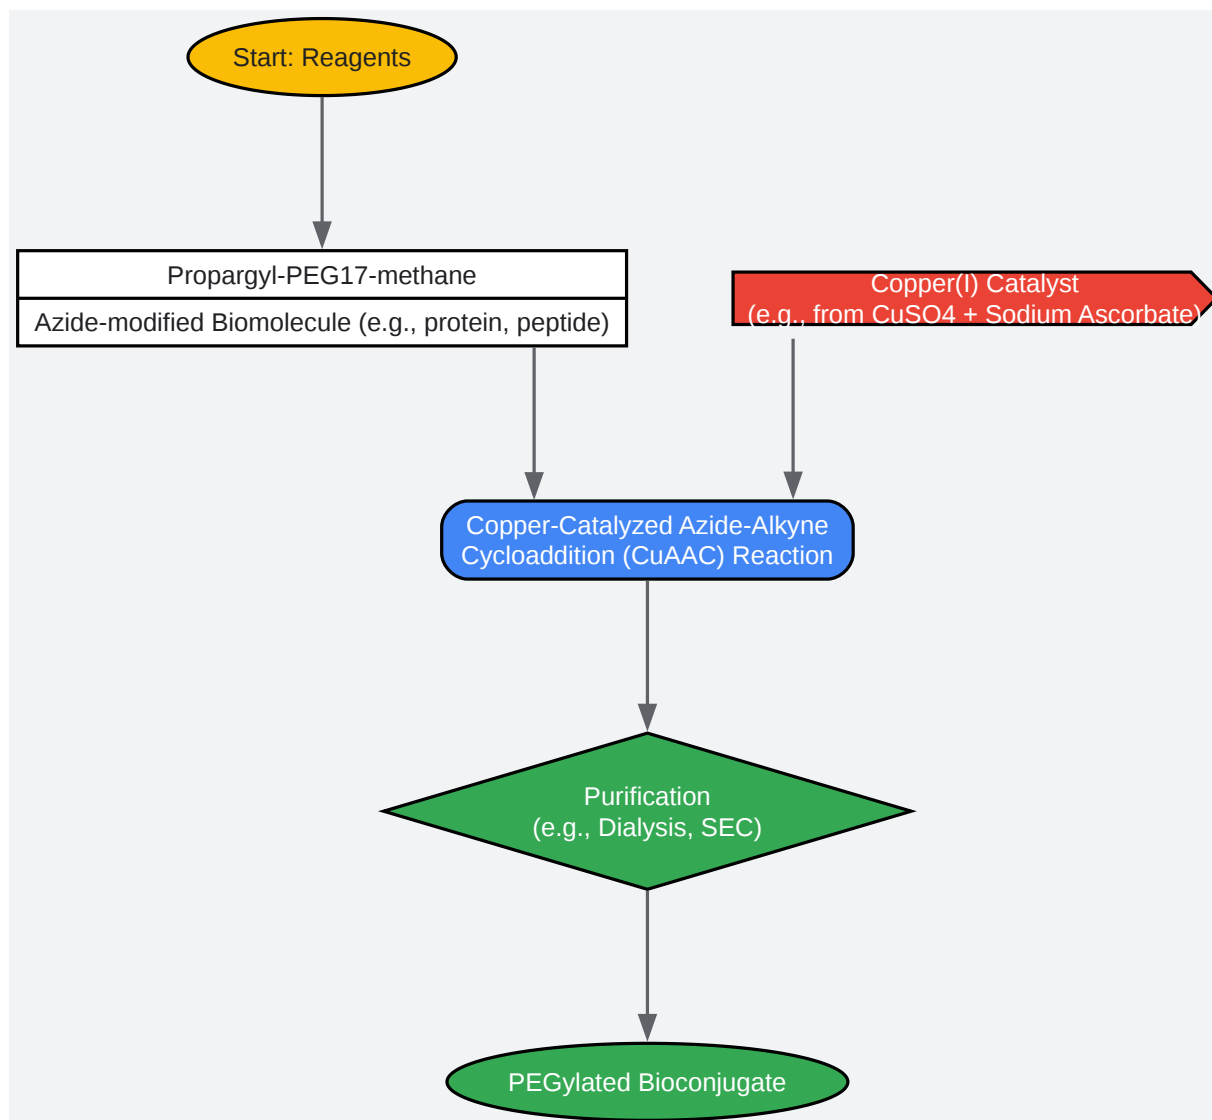 Start: Reagents
Propargyl-PEG17-methane
Azide-modified Biomolecule (e.g., protein, peptide)
Copper(I) Catalyst
(e.g., from CuSO4 + Sodium Ascorbate)
Copper-Catalyzed Azide-Alkyne
Cycloaddition (CuAAC) Reaction
Purification
(e.g., Dialysis, SEC)
PEGylated Bioconjugate